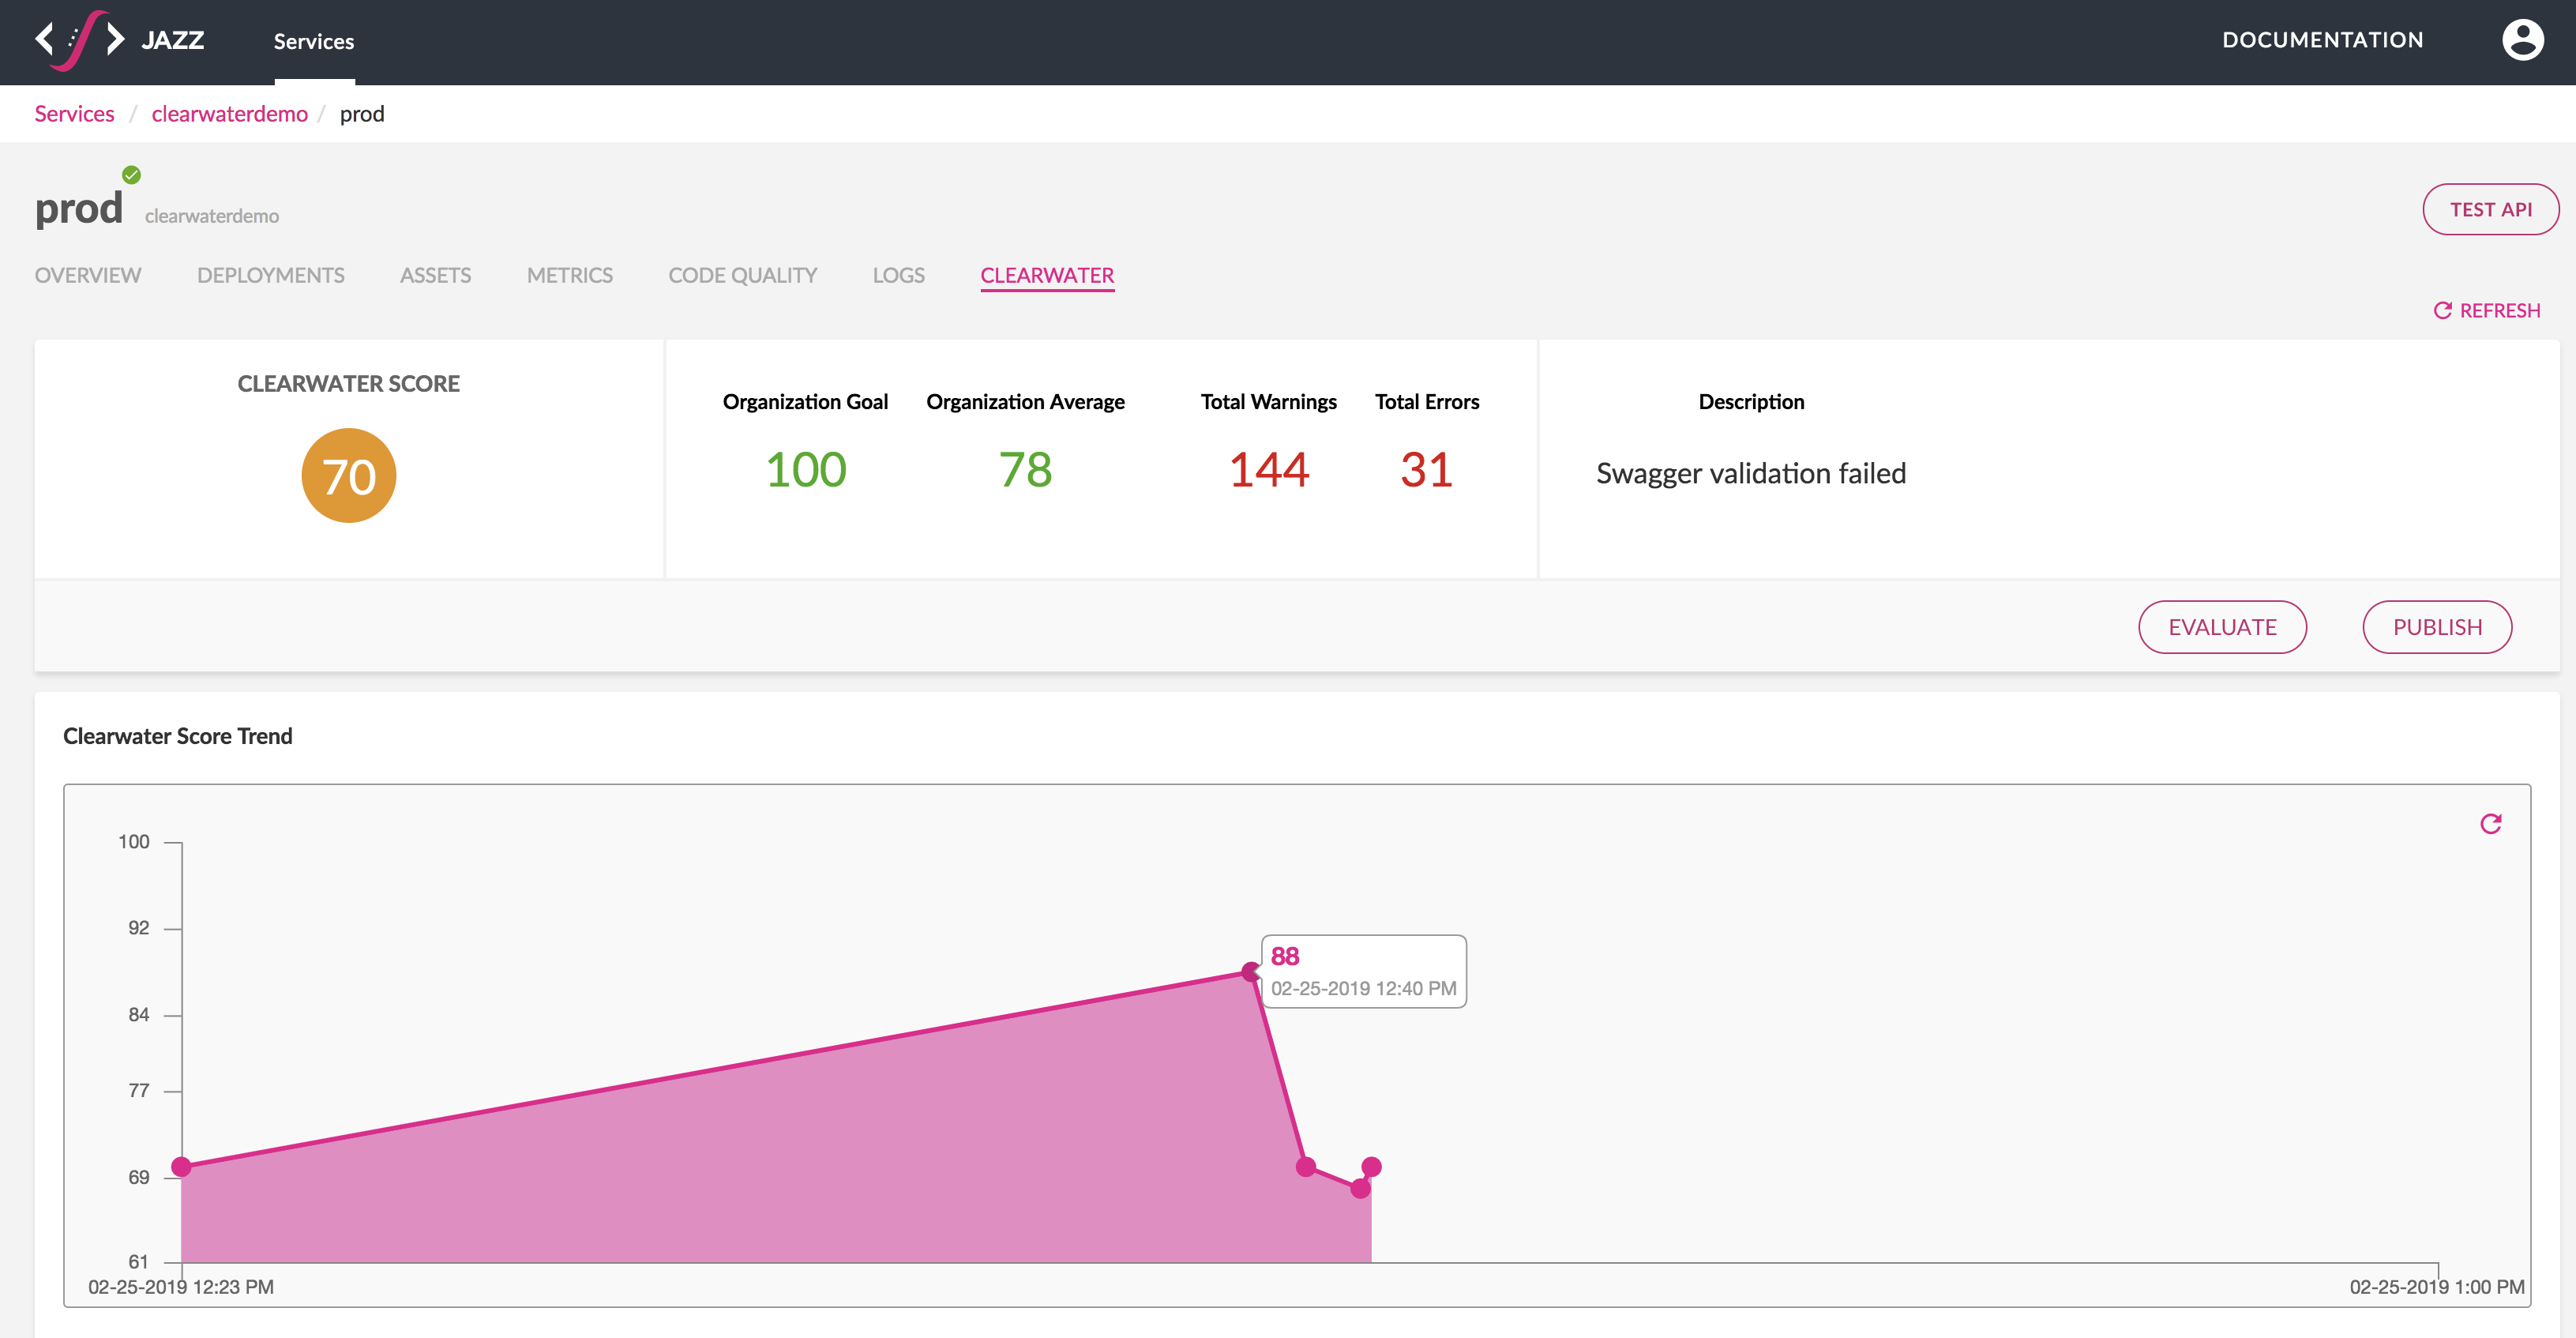 JAZZ
Services
DOCUMENTATION
Services / clearwaterdemo / prod
prod clearwaterdemo
TEST API
OVERVIEW DEPLOYMENTS ASSETS METRICS CODE QUALITY LOGS CLEARWATER
REFRESH
CLEARWATER SCORE
70
Organization Goal Organization Average Total Warnings Total Errors
100 78 144 31
Description
Swagger validation failed
EVALUATE PUBLISH
Clearwater Score Trend
100
92
88
02-25-2019 12:40 PM
84
77
69
61
02-25-2019 12:23 PM 02-25-2019 1:00 PM